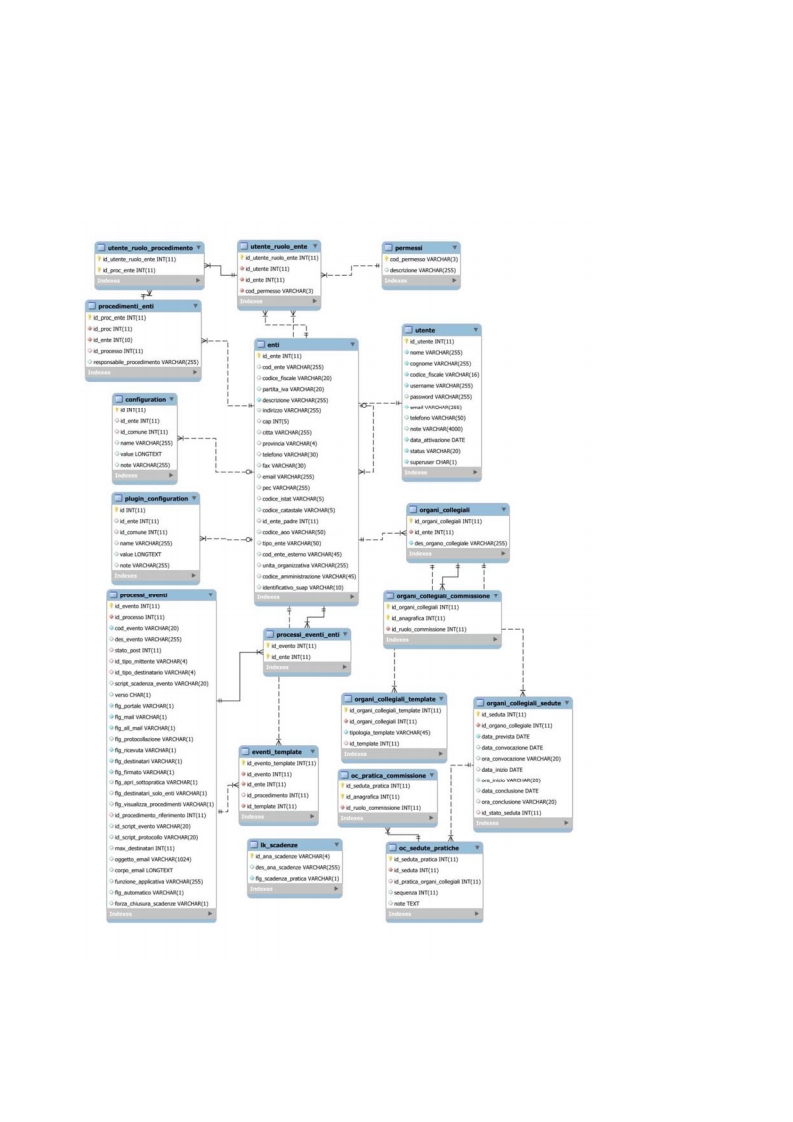 utente_ruolo_procedimento
id_utente_ruolo_ente INT(11)
id_proc_ente INT(11)
Indexes
utente_ruolo_ente
id_utente_ruolo_ente INT(11)
id_utente INT(11)
id_ente INT(11)
cod_permesso VARCHAR(3)
Indexes
permessi
cod_permesso VARCHAR(3)
descrizione VARCHAR(255)
Indexes
procedimenti_enti
id_proc_ente INT(11)
id_proc INT(11)
id_ente INT(10)
id_processo INT(11)
responsabile_procedimento VARCHAR(255)
Indexes
enti
id_ente INT(11)
cod_ente VARCHAR(255)
codice_fiscale VARCHAR(20)
partita_iva VARCHAR(20)
descrizione VARCHAR(255)
indirizzo VARCHAR(255)
cap INT(5)
citta VARCHAR(255)
provincia VARCHAR(4)
telefono VARCHAR(30)
fax VARCHAR(30)
email VARCHAR(255)
pec VARCHAR(255)
codice_istat VARCHAR(5)
codice_catastale VARCHAR(5)
id_ente_padre INT(11)
codice_aoo VARCHAR(50)
tipo_ente VARCHAR(50)
cod_ente_esterno VARCHAR(45)
unita_organizzativa VARCHAR(255)
codice_amministrazione VARCHAR(45)
identificativo_suap VARCHAR(10)
Indexes
utente
id_utente INT(11)
nome VARCHAR(255)
cognome VARCHAR(255)
codice_fiscale VARCHAR(16)
username VARCHAR(255)
password VARCHAR(255)
email VARCHAR(255)
telefono VARCHAR(50)
note VARCHAR(4000)
data_attivazione DATE
status VARCHAR(20)
superuser CHAR(1)
Indexes
configuration
id INT(11)
id_ente INT(11)
id_comune INT(11)
name VARCHAR(255)
value LONGTEXT
note VARCHAR(255)
Indexes
plugin_configuration
id INT(11)
id_ente INT(11)
id_comune INT(11)
name VARCHAR(255)
value LONGTEXT
note VARCHAR(255)
Indexes
organi_collegiali
id_organi_collegiali INT(11)
id_ente INT(11)
des_organo_collegiale VARCHAR(255)
Indexes
processi_eventi
id_evento INT(11)
id_processo INT(11)
cod_evento VARCHAR(20)
des_evento VARCHAR(255)
stato_post INT(11)
id_tipo_mittente VARCHAR(4)
id_tipo_destinatario VARCHAR(4)
script_scadenza_evento VARCHAR(20)
verso CHAR(1)
flg_portale VARCHAR(1)
flg_mail VARCHAR(1)
flg_all_mail VARCHAR(1)
flg_protocollazione VARCHAR(1)
flg_ricevuta VARCHAR(1)
flg_destinatari VARCHAR(1)
flg_firmato VARCHAR(1)
flg_apri_sottopratica VARCHAR(1)
flg_destinatari_solo_enti VARCHAR(1)
flg_visualizza_procedimenti VARCHAR(1)
id_procedimento_riferimento INT(11)
id_script_evento VARCHAR(20)
id_script_protocollo VARCHAR(20)
max_destinatari INT(11)
oggetto_email VARCHAR(1024)
corpo_email LONGTEXT
funzione_applicativa VARCHAR(255)
flg_automatico VARCHAR(1)
forza_chiusura_scadenze VARCHAR(1)
Indexes
organi_collegiali_commissione
id_organi_collegiali INT(11)
id_anagrafica INT(11)
id_ruolo_commissione INT(11)
Indexes
processi_eventi_enti
id_evento INT(11)
id_ente INT(11)
Indexes
organi_collegiali_template
id_organi_collegiali_template INT(11)
id_organi_collegiali INT(11)
tipologia_template VARCHAR(45)
id_template INT(11)
Indexes
organi_collegiali_sedute
id_seduta INT(11)
id_organo_collegiale INT(11)
data_prevista DATE
data_convocazione DATE
ora_convocazione VARCHAR(20)
data_inizio DATE
ora_inizio VARCHAR(20)
data_conclusione DATE
ora_conclusione VARCHAR(20)
id_stato_seduta INT(11)
Indexes
eventi_template
id_evento_template INT(11)
id_evento INT(11)
id_ente INT(11)
id_procedimento INT(11)
id_template INT(11)
Indexes
oc_pratica_commissione
id_seduta_pratica INT(11)
id_anagrafica INT(11)
id_ruolo_commissione INT(11)
Indexes
lk_scadenze
id_ana_scadenze VARCHAR(4)
des_ana_scadenze VARCHAR(255)
flg_scadenza_pratica VARCHAR(1)
Indexes
oc_sedute_pratiche
id_seduta_pratica INT(11)
id_seduta INT(11)
id_pratica_organi_collegiali INT(11)
sequenza INT(11)
note TEXT
Indexes